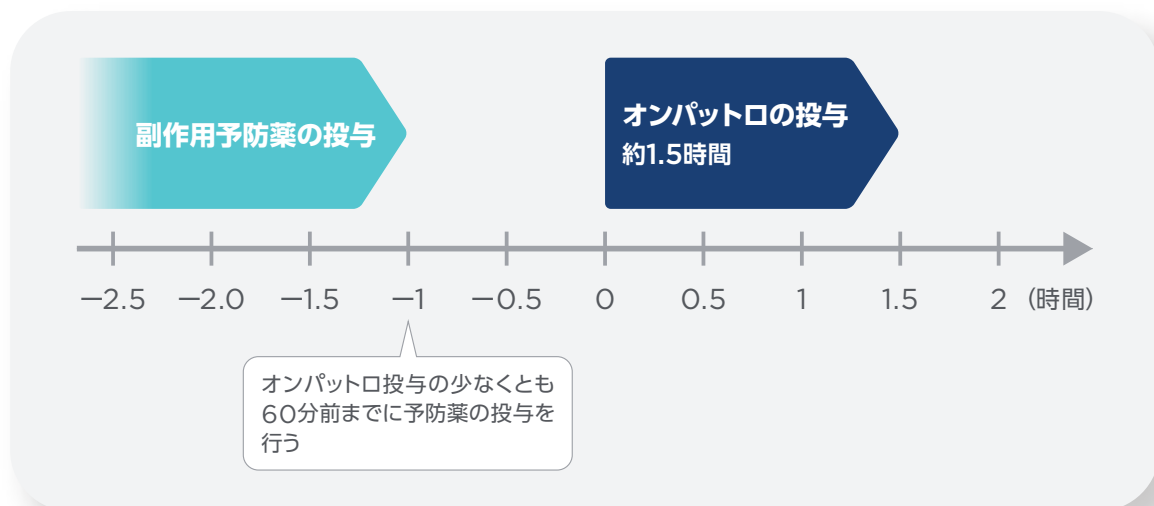 副作用予防薬の投与
オンパットロの投与
約1.5時間
−2.5 −2.0 −1.5 −1 −0.5 0 0.5 1 1.5 2 (時間)
オンパットロ投与の少なくとも
60分前までに予防薬の投与を
行う